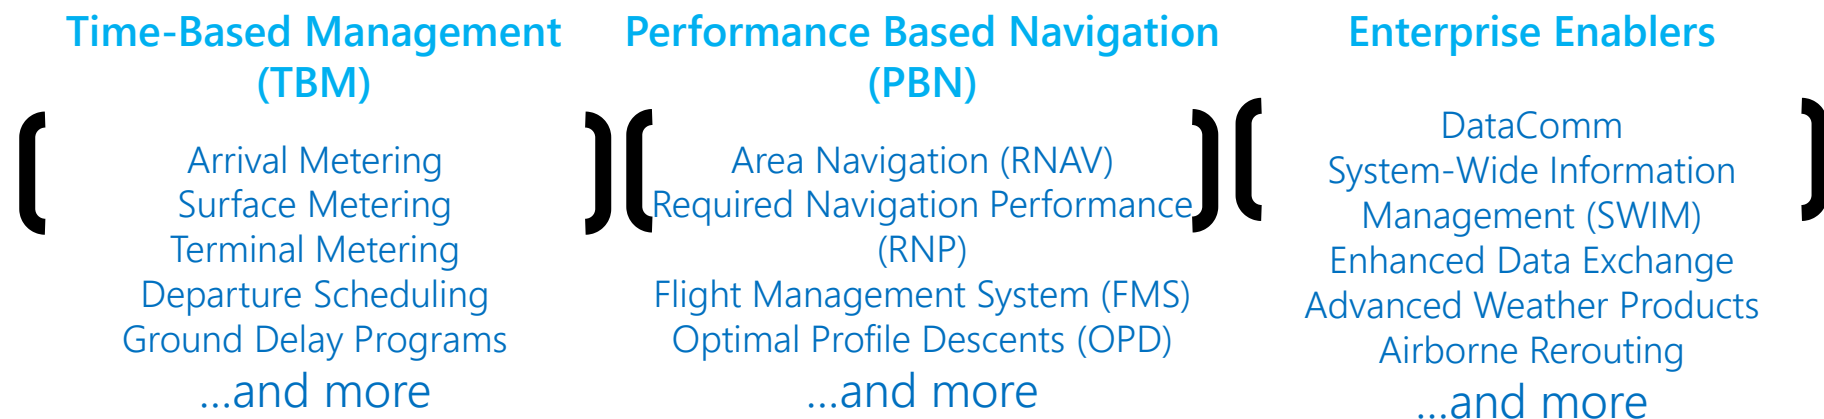 Time-Based Management
(TBM)
Arrival Metering
Surface Metering
Terminal Metering
Departure Scheduling
Ground Delay Programs
...and more
Performance Based Navigation
(PBN)
Area Navigation (RNAV)
Required Navigation Performance
(RNP)
Flight Management System (FMS)
Optimal Profile Descents (OPD)
...and more
Enterprise Enablers
DataComm
System-Wide Information
Management (SWIM)
Enhanced Data Exchange
Advanced Weather Products
Airborne Rerouting
...and more